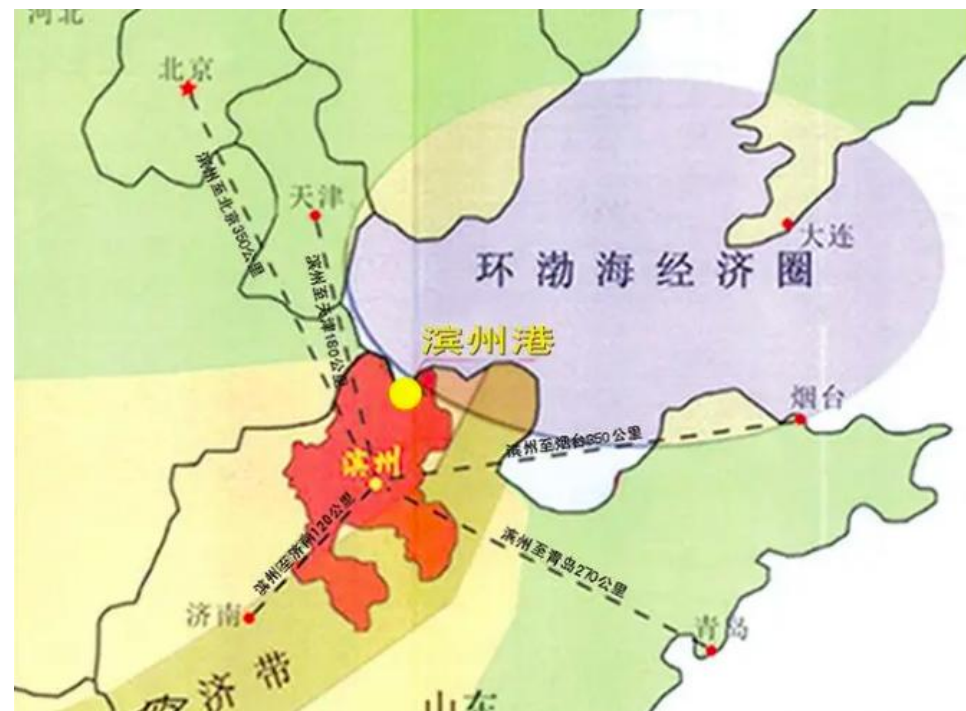 河北
北京
滨州至北京350公里
天津
滨州至天津180公里
大连
环渤海经济圈
滨州港
烟台
滨州至烟台350公里
滨州至济南120公里
滨州至青岛270公里
济南
青岛
济带
山东